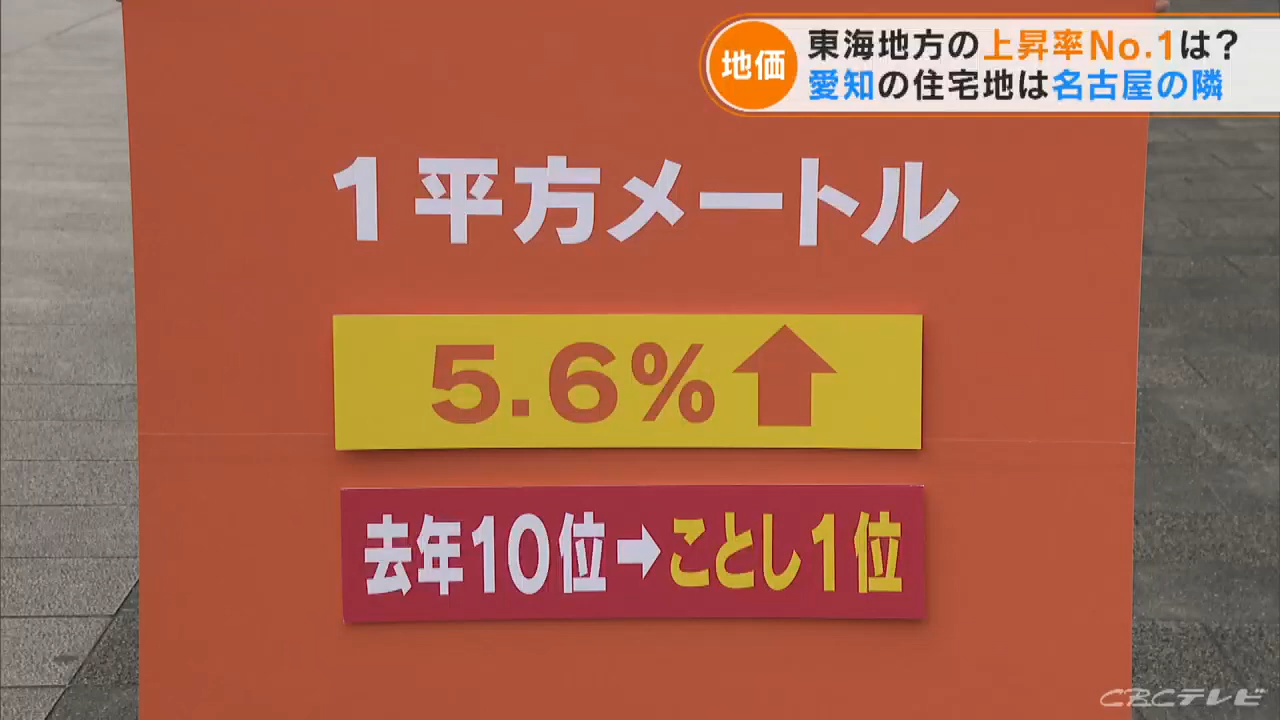 地価
東海地方の上昇率No.1は?
愛知の住宅地は名古屋の隣
1平方メートル
5.6%⬆
去年10位➡ことし1位
CBCテレビ